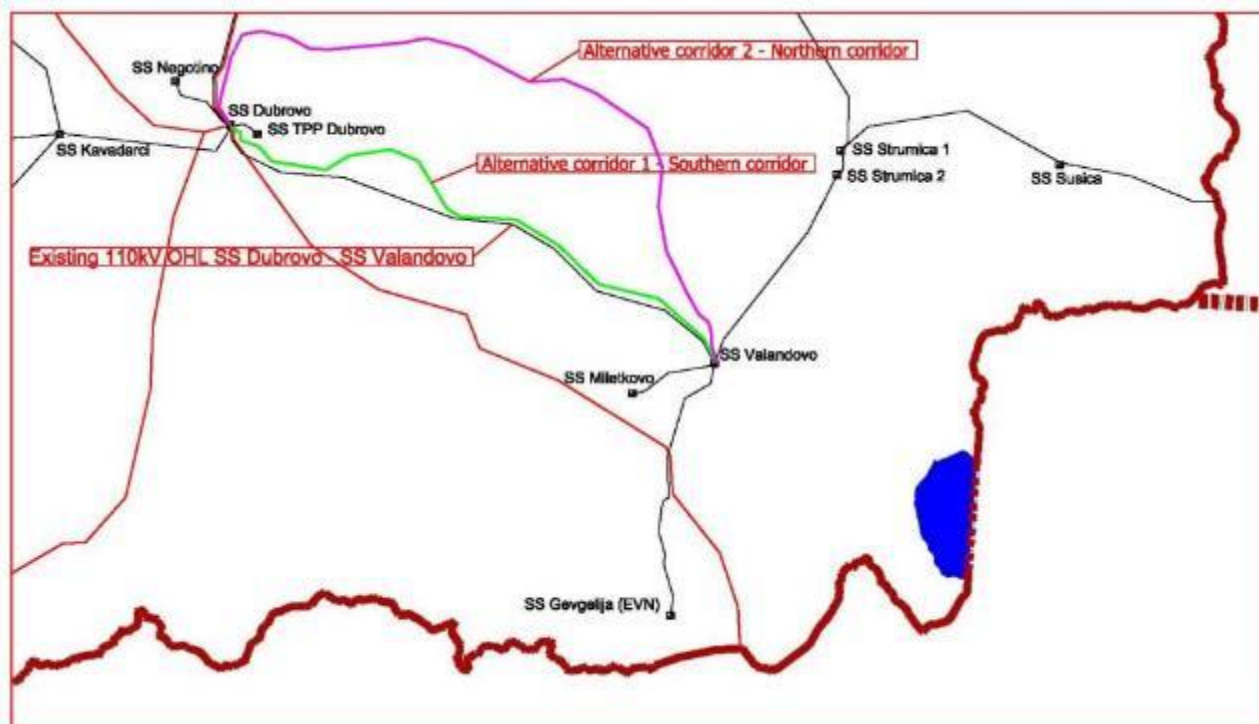 Alternative corridor 2 - Northern corridor
SS Negotino
SS Dubrovo
SS TPP Dubrovo
SS Kavadarci
SS Strumica 1
Alternative corridor 1 - Southern corridor
SS Strumica 2
SS Susica
Existing 110kV OHL SS Dubrovo - SS Valandovo
SS Valandovo
SS Miletkovo
SS Gevgelija (EVN)